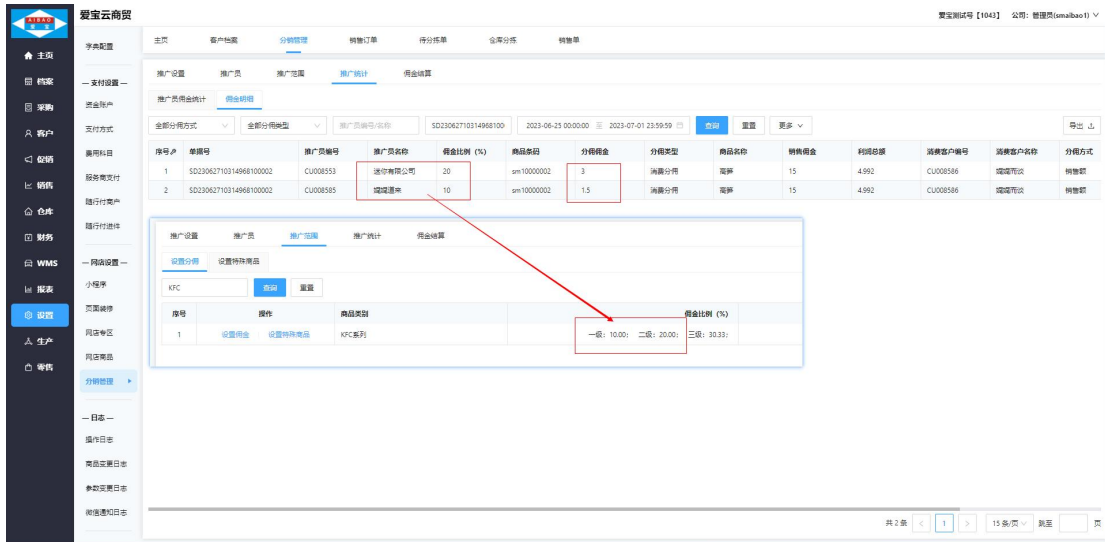 AIBAO
爱宝
爱宝云商贸
爱宝测试号【1043】 公司：管理员(smaibao1)
主页
档案
采购
客户
促销
销售
仓库
财务
WMS
报表
设置
生产
零售
字典配置
— 支付设置 —
资金账户
支付方式
费用科目
服务商支付
随行付商户
随行付进件
— 网店设置 —
小程序
页面装修
网店专区
网店商品
分销管理
— 日志 —
操作日志
商品变更日志
参数变更日志
微信通知日志
主页 客户档案 分销管理 销售订单 待分拣单 仓库分拣 销售单
推广设置 推广员 推广范围 推广统计 佣金结算
推广员佣金统计 佣金明细
全部分佣方式 全部分佣类型 推广员编号/名称 SD23062710314968100 2023-06-25 00:00:00 至 2023-07-01 23:59:59 查询 重置 更多 导出
序号 单据号 推广员编号 推广员名称 佣金比例 (%) 商品条码 分佣佣金 分佣类型 商品名称 销售佣金 利润总额 消费客户编号 消费客户名称 分佣方式
1 SD23062710314968100002 CU008553 送你有限公司 20 sm10000002 3 消费分佣 莴笋 15 4.992 CU008586 娓娓而谈 销售额
2 SD23062710314968100002 CU008585 娓娓道来 10 sm10000002 1.5 消费分佣 莴笋 15 4.992 CU008586 娓娓而谈 销售额
推广设置 推广员 推广范围 推广统计 佣金结算
设置分佣 设置特殊商品
KFC 查询 重置
序号 操作 商品类别 佣金比例 (%)
1 设置佣金 设置特殊商品 KFC系列 一级：10.00； 二级：20.00； 三级：30.33；
共 2 条 < 1 > 15 条/页 跳至 页